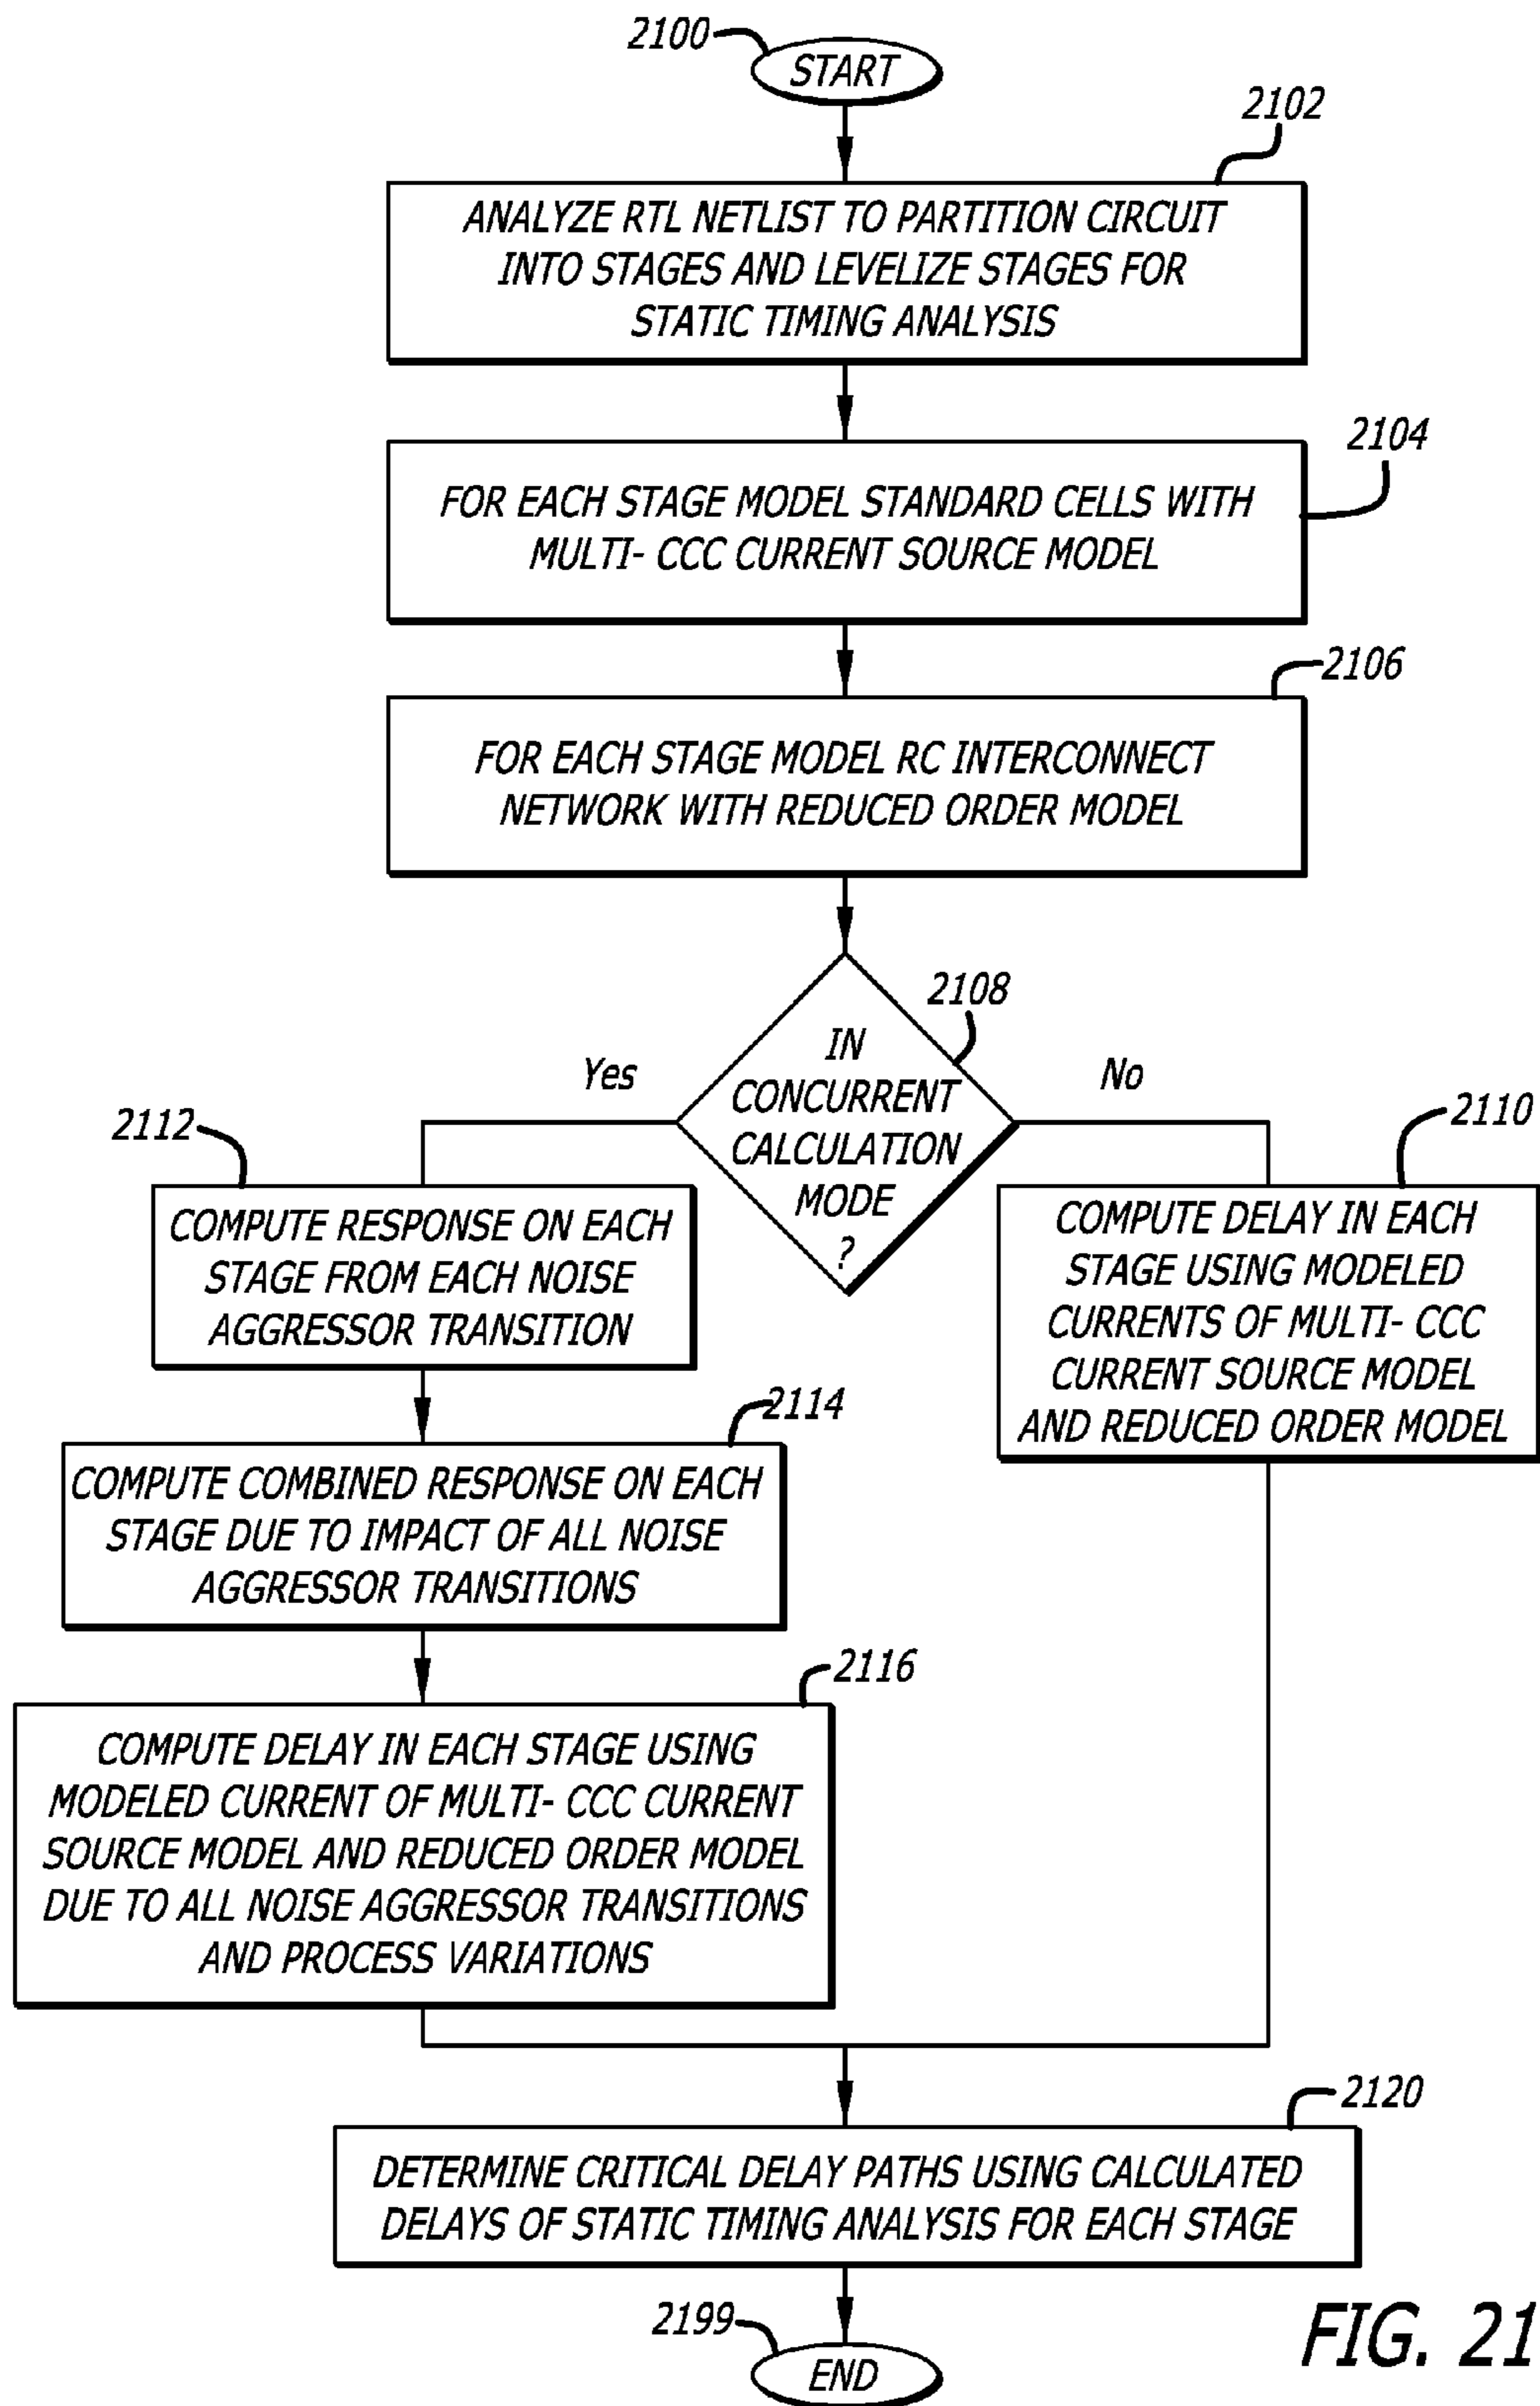 2100
START
2102
ANALYZE RTL NETLIST TO PARTITION CIRCUIT
INTO STAGES AND LEVELIZE STAGES FOR
STATIC TIMING ANALYSIS
2104
FOR EACH STAGE MODEL STANDARD CELLS WITH
MULTI- CCC CURRENT SOURCE MODEL
2106
FOR EACH STAGE MODEL RC INTERCONNECT
NETWORK WITH REDUCED ORDER MODEL
2108
IN
CONCURRENT
CALCULATION
MODE
?
Yes
No
2112
COMPUTE RESPONSE ON EACH
STAGE FROM EACH NOISE
AGGRESSOR TRANSITION
2110
COMPUTE DELAY IN EACH
STAGE USING MODELED
CURRENTS OF MULTI- CCC
CURRENT SOURCE MODEL
AND REDUCED ORDER MODEL
2114
COMPUTE COMBINED RESPONSE ON EACH
STAGE DUE TO IMPACT OF ALL NOISE
AGGRESSOR TRANSITIONS
2116
COMPUTE DELAY IN EACH STAGE USING
MODELED CURRENT OF MULTI- CCC CURRENT
SOURCE MODEL AND REDUCED ORDER MODEL
DUE TO ALL NOISE AGGRESSOR TRANSITIONS
AND PROCESS VARIATIONS
2120
DETERMINE CRITICAL DELAY PATHS USING CALCULATED
DELAYS OF STATIC TIMING ANALYSIS FOR EACH STAGE
2199
END
FIG. 21